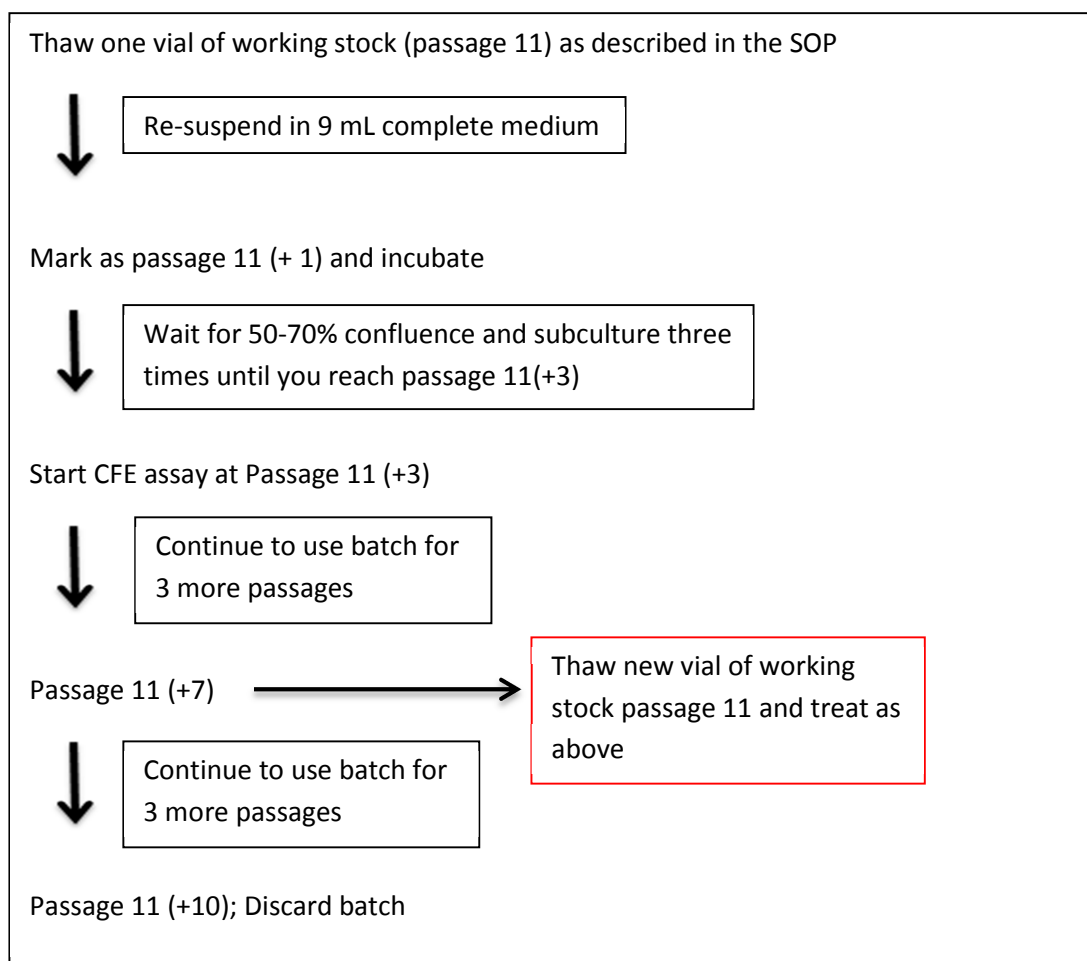 Thaw one vial of working stock (passage 11) as described in the SOP
Re-suspend in 9 mL complete medium
Mark as passage 11 (+ 1) and incubate
Wait for 50-70% confluence and subculture three
times until you reach passage 11(+3)
Start CFE assay at Passage 11 (+3)
Continue to use batch for
3 more passages
Passage 11 (+7)
Thaw new vial of working
stock passage 11 and treat as
above
Continue to use batch for
3 more passages
Passage 11 (+10); Discard batch